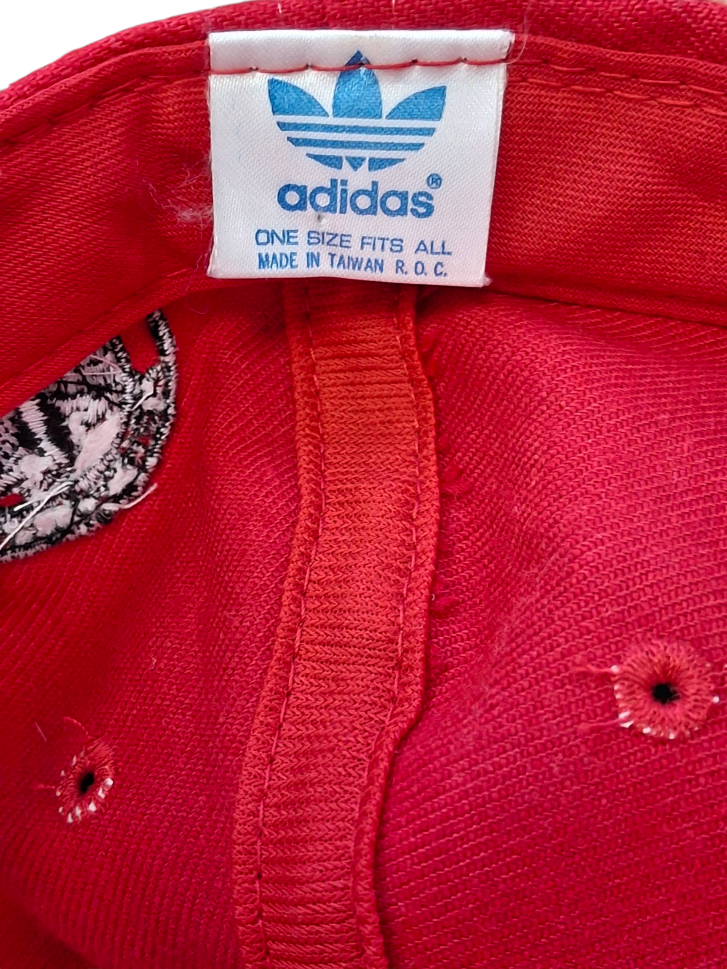 adidas®
ONE SIZE FITS ALL
MADE IN TAIWAN R. O. C.